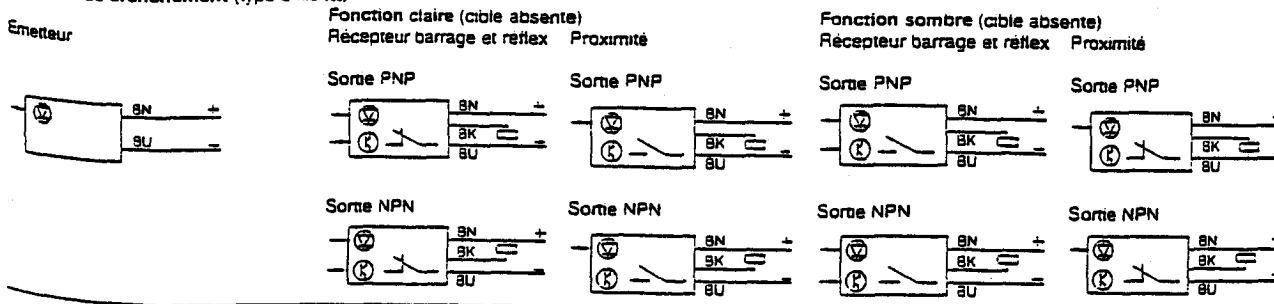 Emetteur
Fonction claire (cible absente)
Récepteur barrage et réflex Proximité
Fonction sombre (cible absente)
Récepteur barrage et réflex Proximité
Sortie PNP
Sortie PNP
Sortie PNP
Sortie PNP
BN +
BU -
BN +
BK
BU -
BN +
BK
BU -
BN +
BK
BU -
BN
BK
BU
Sortie NPN
Sortie NPN
Sortie NPN
Sortie NPN
BN +
BK
BU -
BN +
BK
BU -
BN +
BK
BU -
BN +
BK
BU -